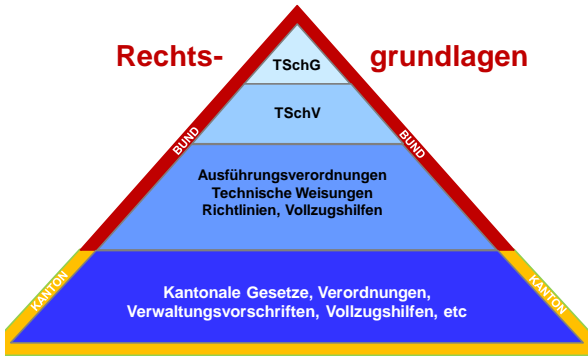 Rechts- grundlagen
TSchG
TSchV
BUND
BUND
Ausführungsverordnungen
Technische Weisungen
Richtlinien, Vollzugshilfen
KANTON
KANTON
Kantonale Gesetze, Verordnungen,
Verwaltungsvorschriften, Vollzugshilfen, etc